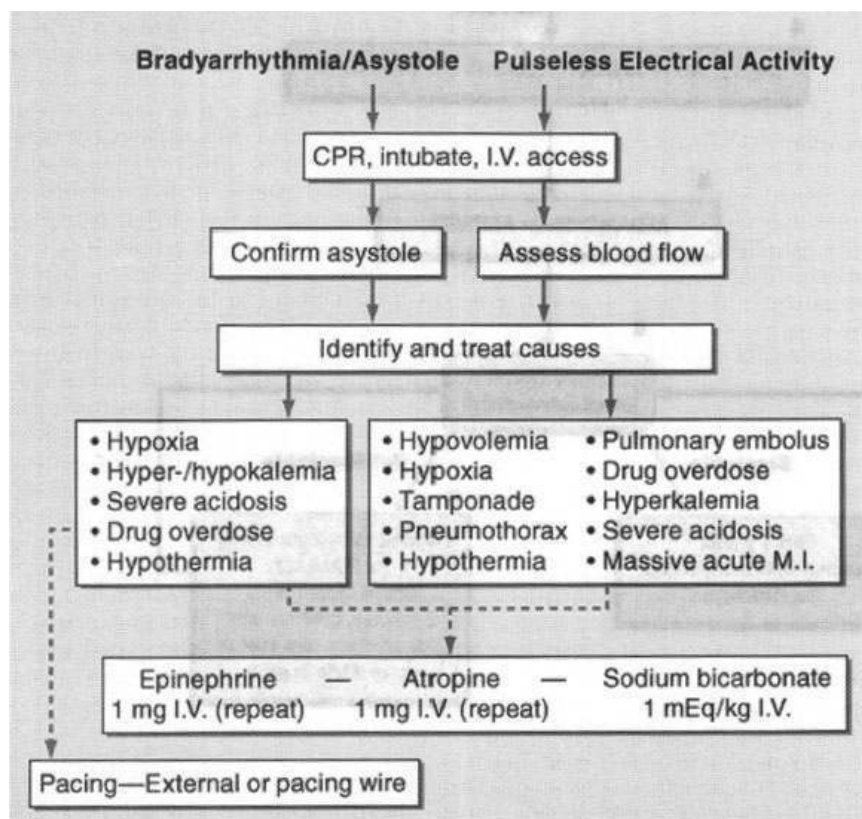 Bradyarrhythmia/Asystole Pulseless Electrical Activity
CPR, intubate, I.V. access
Confirm asystole Assess blood flow
Identify and treat causes
• Hypoxia
• Hyper-/hypokalemia
• Severe acidosis
• Drug overdose
• Hypothermia
• Hypovolemia
• Hypoxia
• Tamponade
• Pneumothorax
• Hypothermia
• Pulmonary embolus
• Drug overdose
• Hyperkalemia
• Severe acidosis
• Massive acute M.I.
Epinephrine — Atropine — Sodium bicarbonate
1 mg I.V. (repeat) 1 mg I.V. (repeat) 1 mEq/kg I.V.
Pacing—External or pacing wire